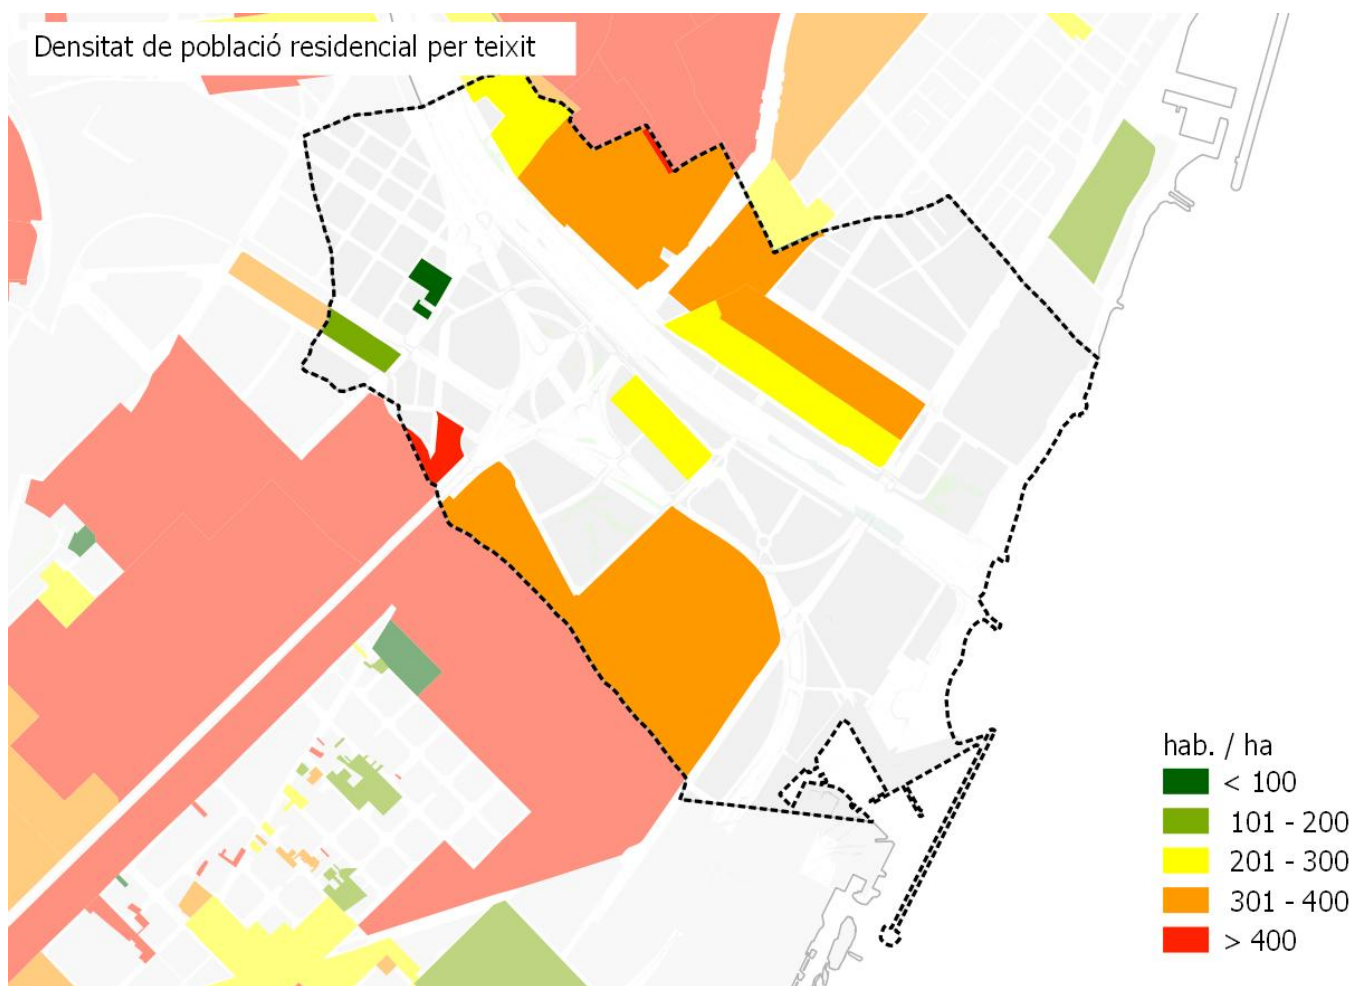 Densitat de població residencial per teixit
hab. / ha
< 100
101 - 200
201 - 300
301 - 400
> 400